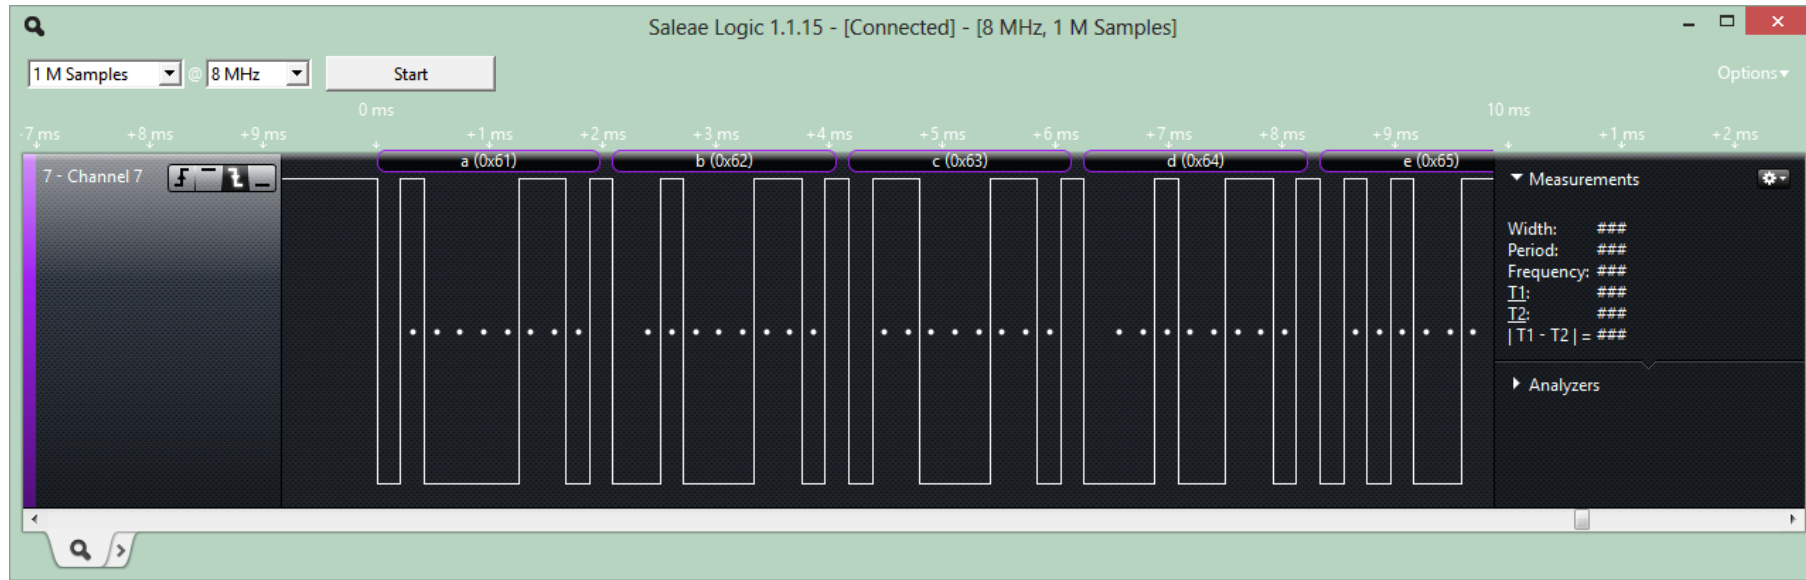 Saleae Logic 1.1.15 - [Connected] - [8 MHz, 1 M Samples]
1 M Samples @ 8 MHz Start Options
0 ms 10 ms
-7 ms +8 ms +9 ms +1 ms +2 ms +3 ms +4 ms +5 ms +6 ms +7 ms +8 ms +9 ms +1 ms +2 ms
a (0x61) b (0x62) c (0x63) d (0x64) e (0x65)
7 - Channel 7
Measurements
Width: ###
Period: ###
Frequency: ###
T1: ###
T2: ###
| T1 - T2 | = ###
Analyzers